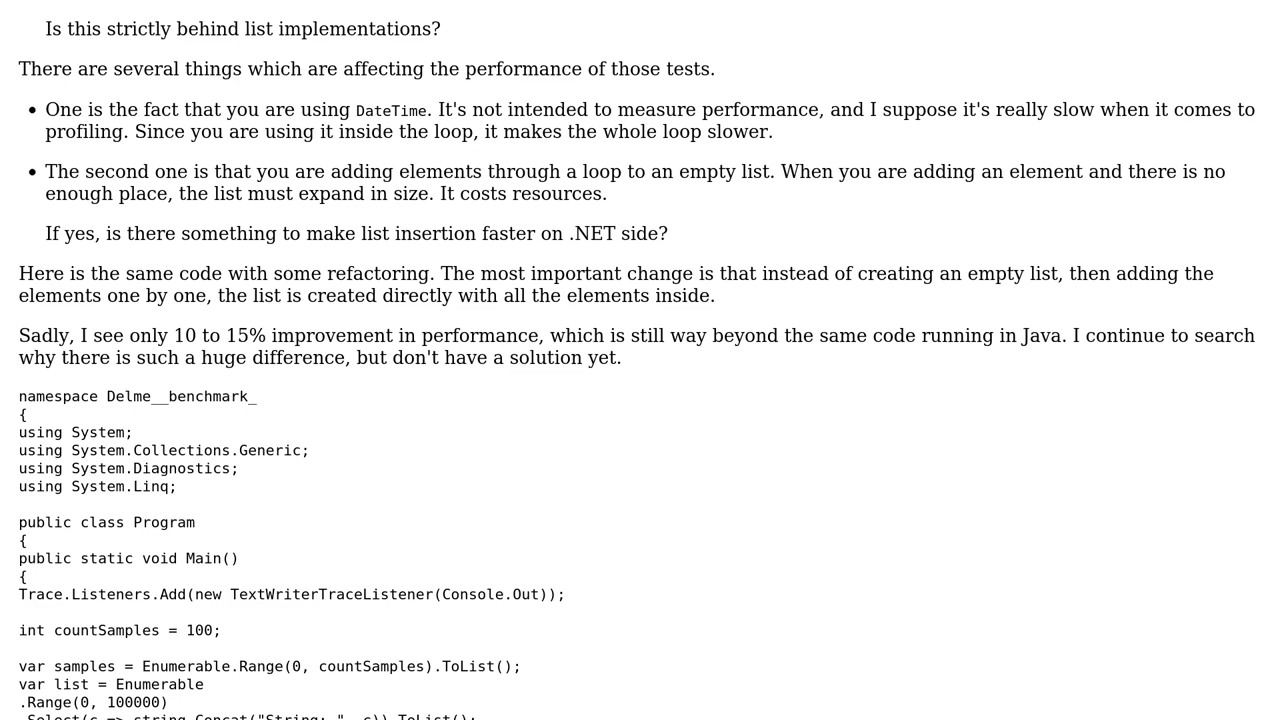 Is this strictly behind list implementations?
There are several things which are affecting the performance of those tests.
One is the fact that you are using DateTime. It's not intended to measure performance, and I suppose it's really slow when it comes to
profiling. Since you are using it inside the loop, it makes the whole loop slower.
The second one is that you are adding elements through a loop to an empty list. When you are adding an element and there is no
enough place, the list must expand in size. It costs resources.
If yes, is there something to make list insertion faster on .NET side?
Here is the same code with some refactoring. The most important change is that instead of creating an empty list, then adding the
elements one by one, the list is created directly with all the elements inside.
Sadly, I see only 10 to 15% improvement in performance, which is still way beyond the same code running in Java. I continue to search
why there is such a huge difference, but don't have a solution yet.
namespace Delme__benchmark_
{
using System;
using System.Collections.Generic;
using System.Diagnostics;
using System.Linq;
public class Program
{
public static void Main()
{
Trace.Listeners.Add(new TextWriterTraceListener(Console.Out));
int countSamples = 100;
var samples = Enumerable.Range(0, countSamples).ToList();
var list = Enumerable
.Range(0, 100000)
.Select(c => string.Concat("String: ", c)).ToList();